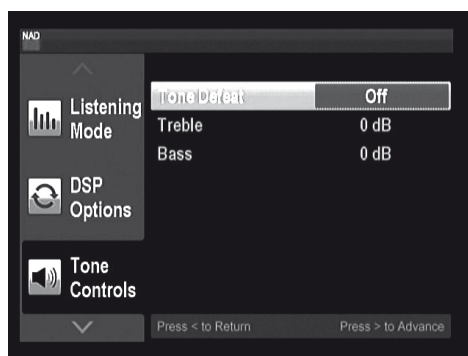 NAD
Listening
Mode
DSP
Options
Tone
Controls
Tone Defeat Off
Treble 0 dB
Bass 0 dB
Press < to Return Press > to Advance